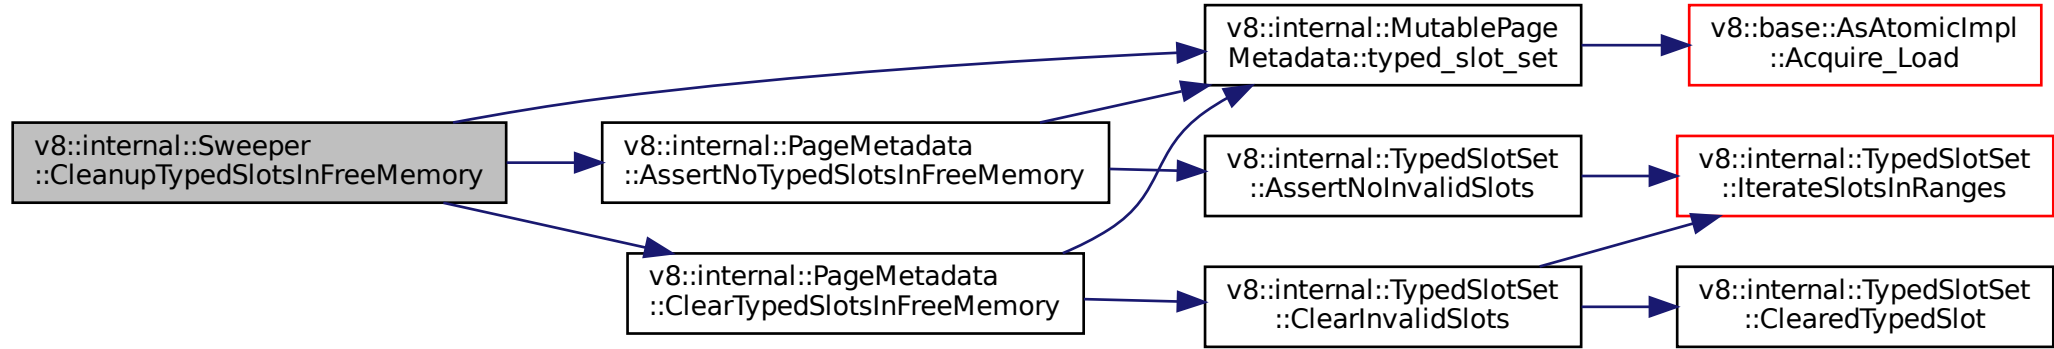 v8::internal::Sweeper
::CleanupTypedSlotsInFreeMemory
v8::internal::PageMetadata
::AssertNoTypedSlotsInFreeMemory
v8::internal::PageMetadata
::ClearTypedSlotsInFreeMemory
v8::internal::MutablePage
Metadata::typed_slot_set
v8::internal::TypedSlotSet
::AssertNoInvalidSlots
v8::internal::TypedSlotSet
::ClearInvalidSlots
v8::base::AsAtomicImpl
::Acquire_Load
v8::internal::TypedSlotSet
::IterateSlotsInRanges
v8::internal::TypedSlotSet
::ClearedTypedSlot